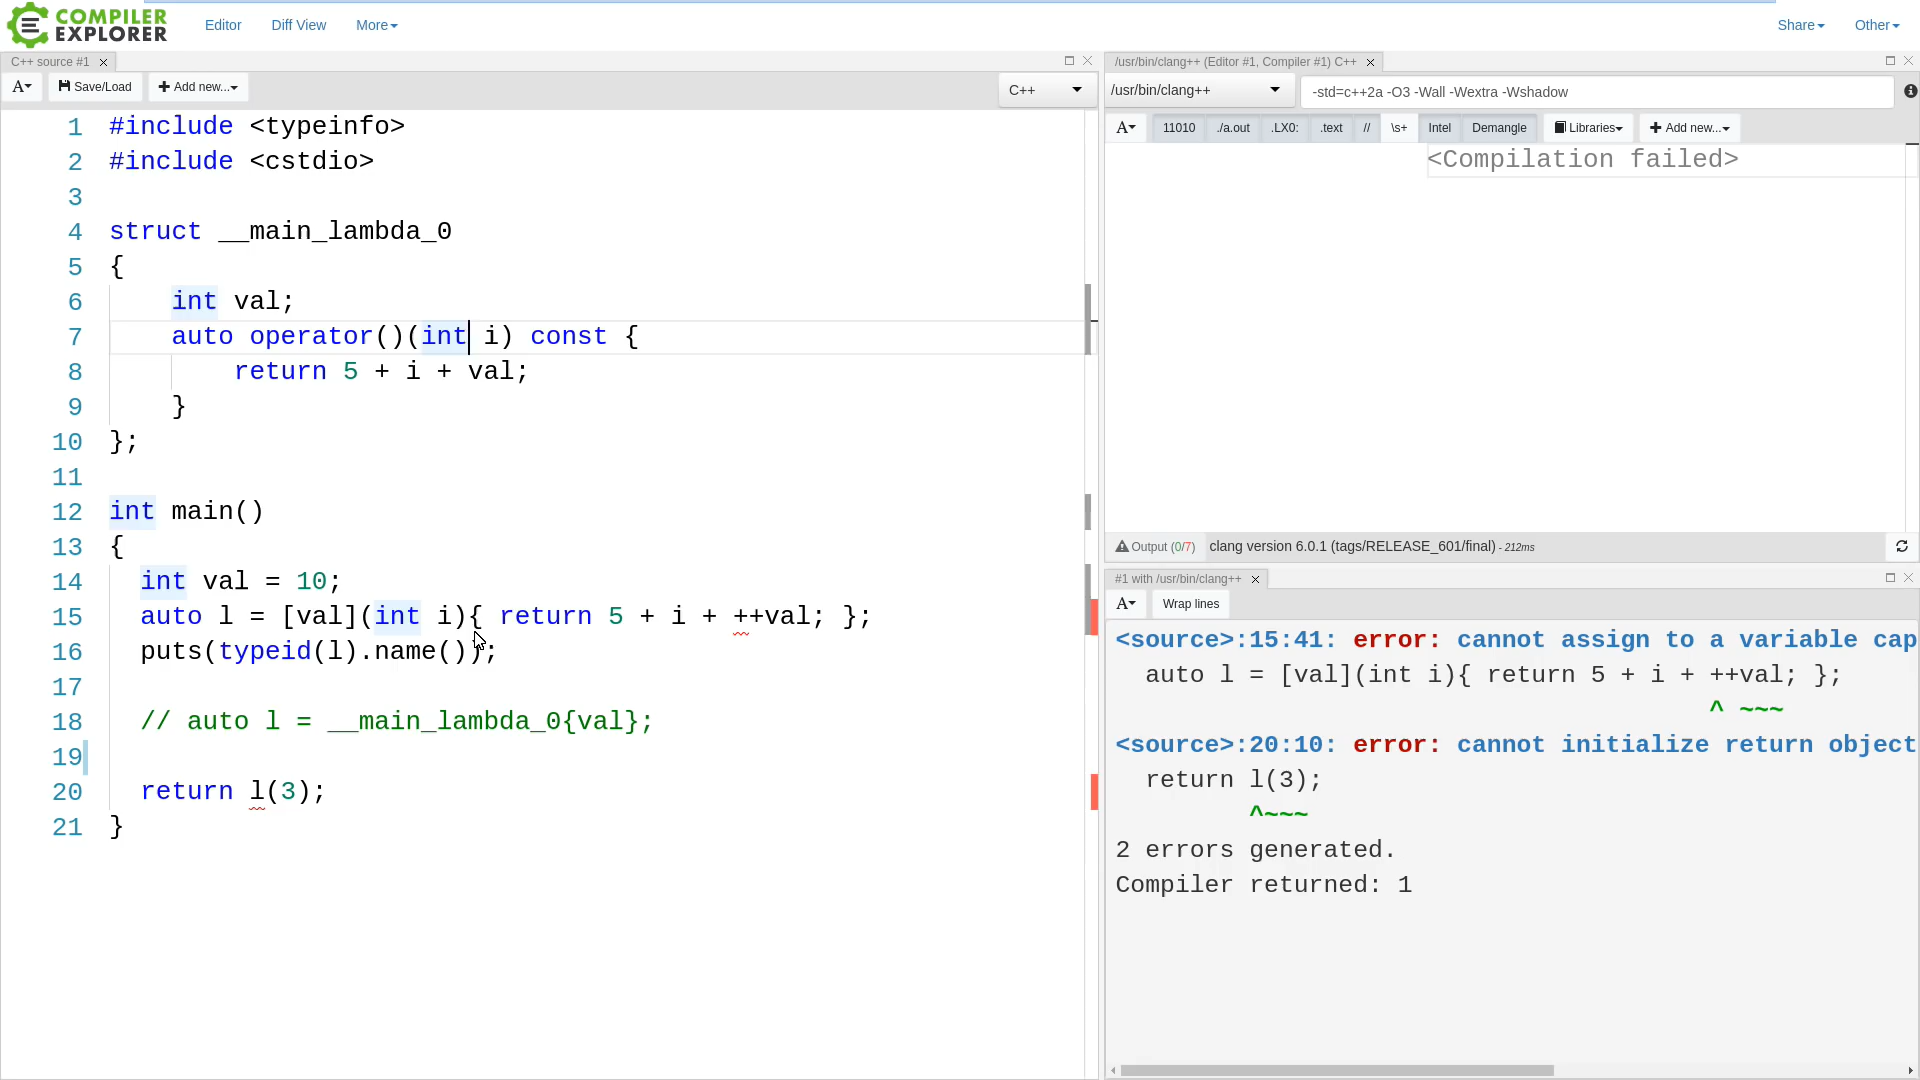 COMPILER
EXPLORER
Editor
Diff View
More
Share
Other
C++ source #1
A
Save/Load
Add new...
C++
1 #include <typeinfo>
2 #include <cstdio>
3
4 struct __main_lambda_0
5 {
6 int val;
7 auto operator()(int i) const {
8 return 5 + i + val;
9 }
10 };
11
12 int main()
13 {
14 int val = 10;
15 auto l = [val](int i){ return 5 + i + ++val; };
16 puts(typeid(l).name());
17
18 // auto l = __main_lambda_0{val};
19
20 return l(3);
21 }
/usr/bin/clang++ (Editor #1, Compiler #1) C++
/usr/bin/clang++
-std=c++2a -O3 -Wall -Wextra -Wshadow
A
11010
./a.out
.LX0:
.text
//
\s+
Intel
Demangle
Libraries
Add new...
<Compilation failed>
Output (0/7)
clang version 6.0.1 (tags/RELEASE_601/final) - 212ms
#1 with /usr/bin/clang++
A
Wrap lines
<source>:15:41: error: cannot assign to a variable cap
auto l = [val](int i){ return 5 + i + ++val; };
^ ~~~
<source>:20:10: error: cannot initialize return object
return l(3);
^~~~
2 errors generated.
Compiler returned: 1